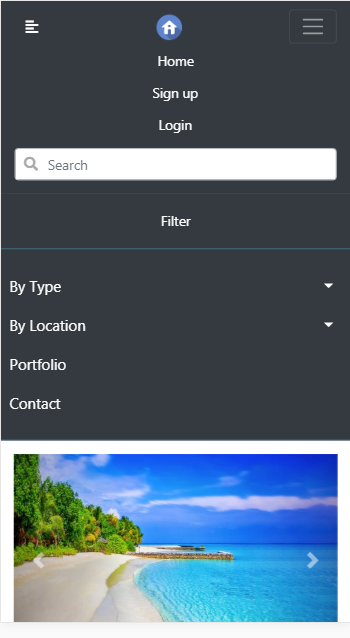 Home
Sign up
Login
Search
Filter
By Type
By Location
Portfolio
Contact